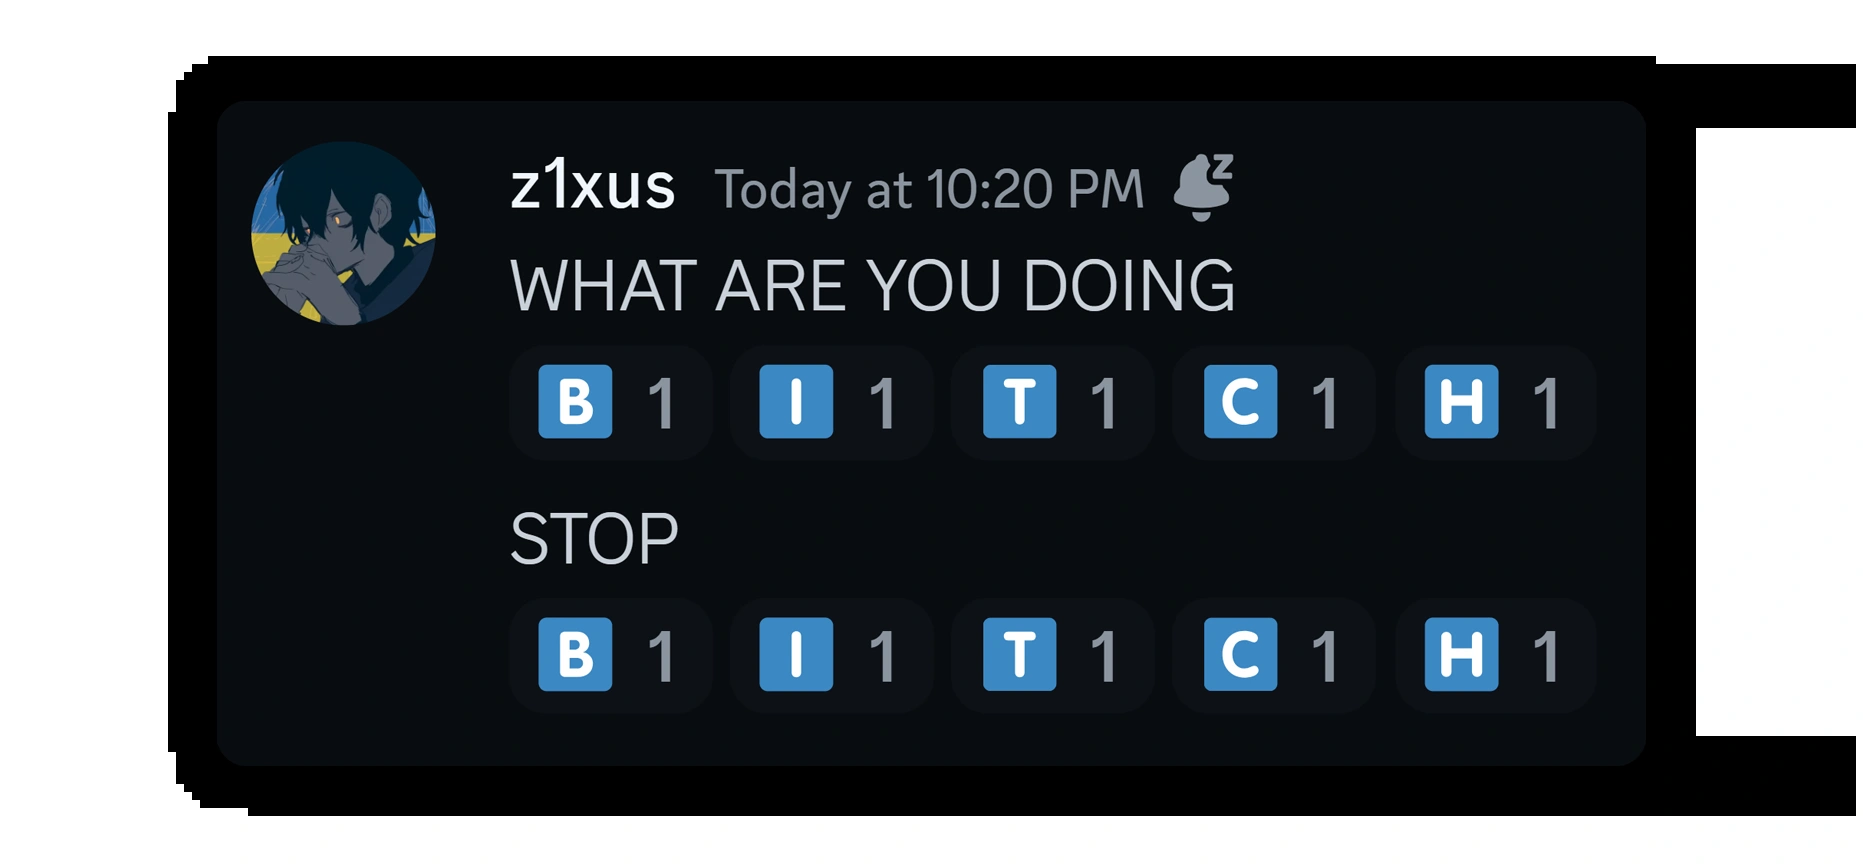 z1xus Today at 10:20 PM
WHAT ARE YOU DOING
B 1 I 1 T 1 C 1 H 1
STOP
B 1 I 1 T 1 C 1 H 1